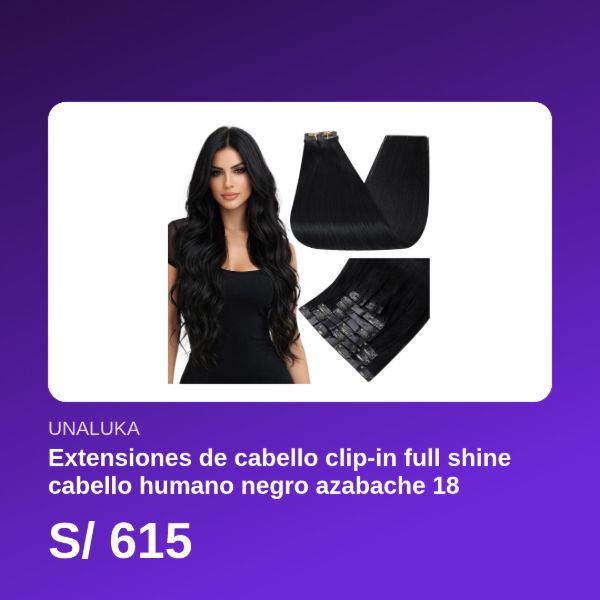 UNALUKA
Extensiones de cabello clip-in full shine
cabello humano negro azabache 18
S/ 615